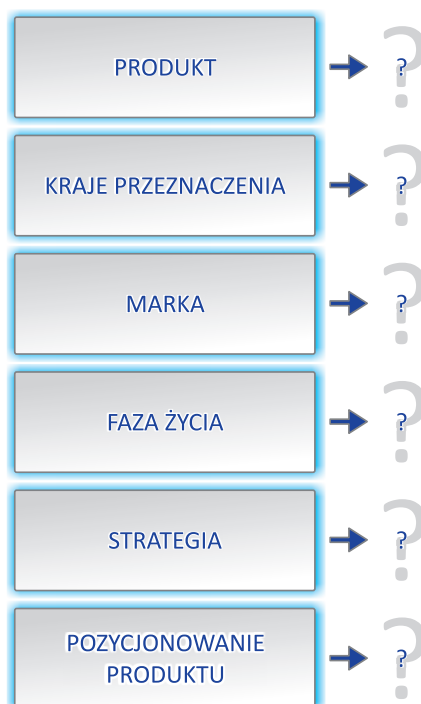 PRODUKT
?
KRAJE PRZEZNACZENIA
?
MARKA
?
FAZA ŻYCIA
?
STRATEGIA
?
POZYCJONOWANIE
PRODUKTU
?